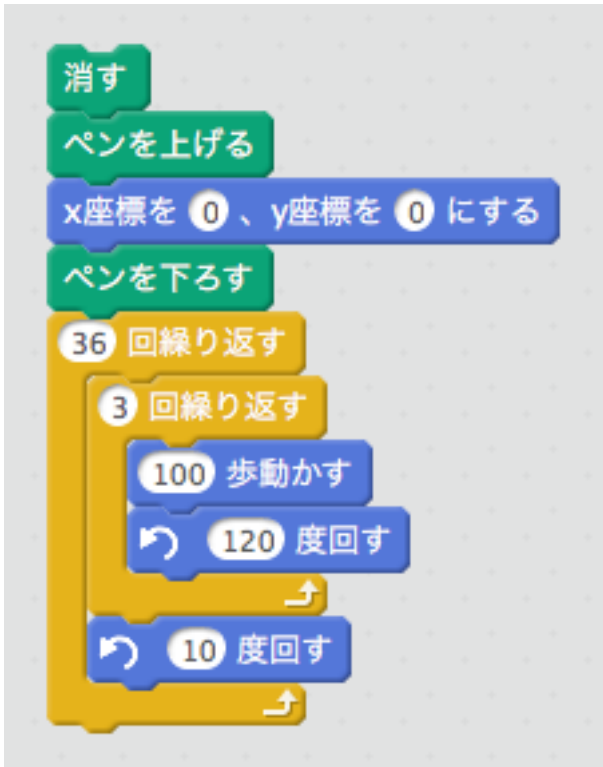 消す
ペンを上げる
x座標を 0 、y座標を 0 にする
ペンを下ろす
36 回繰り返す
3 回繰り返す
100 歩動かす
120 度回す
10 度回す